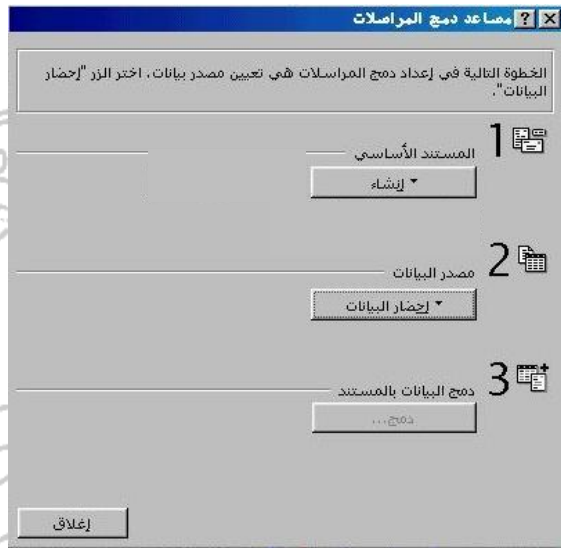 مساعد دمج المراسلات
الخطوة التالية في إعداد دمج المراسلات هي تعيين مصدر بيانات. اختر الزر "إحضار
البيانات".
1
المستند الأساسي
إنشاء
2
مصدر البيانات
إحضار البيانات
3
دمج البيانات بالمستند
دمج...
إغلاق